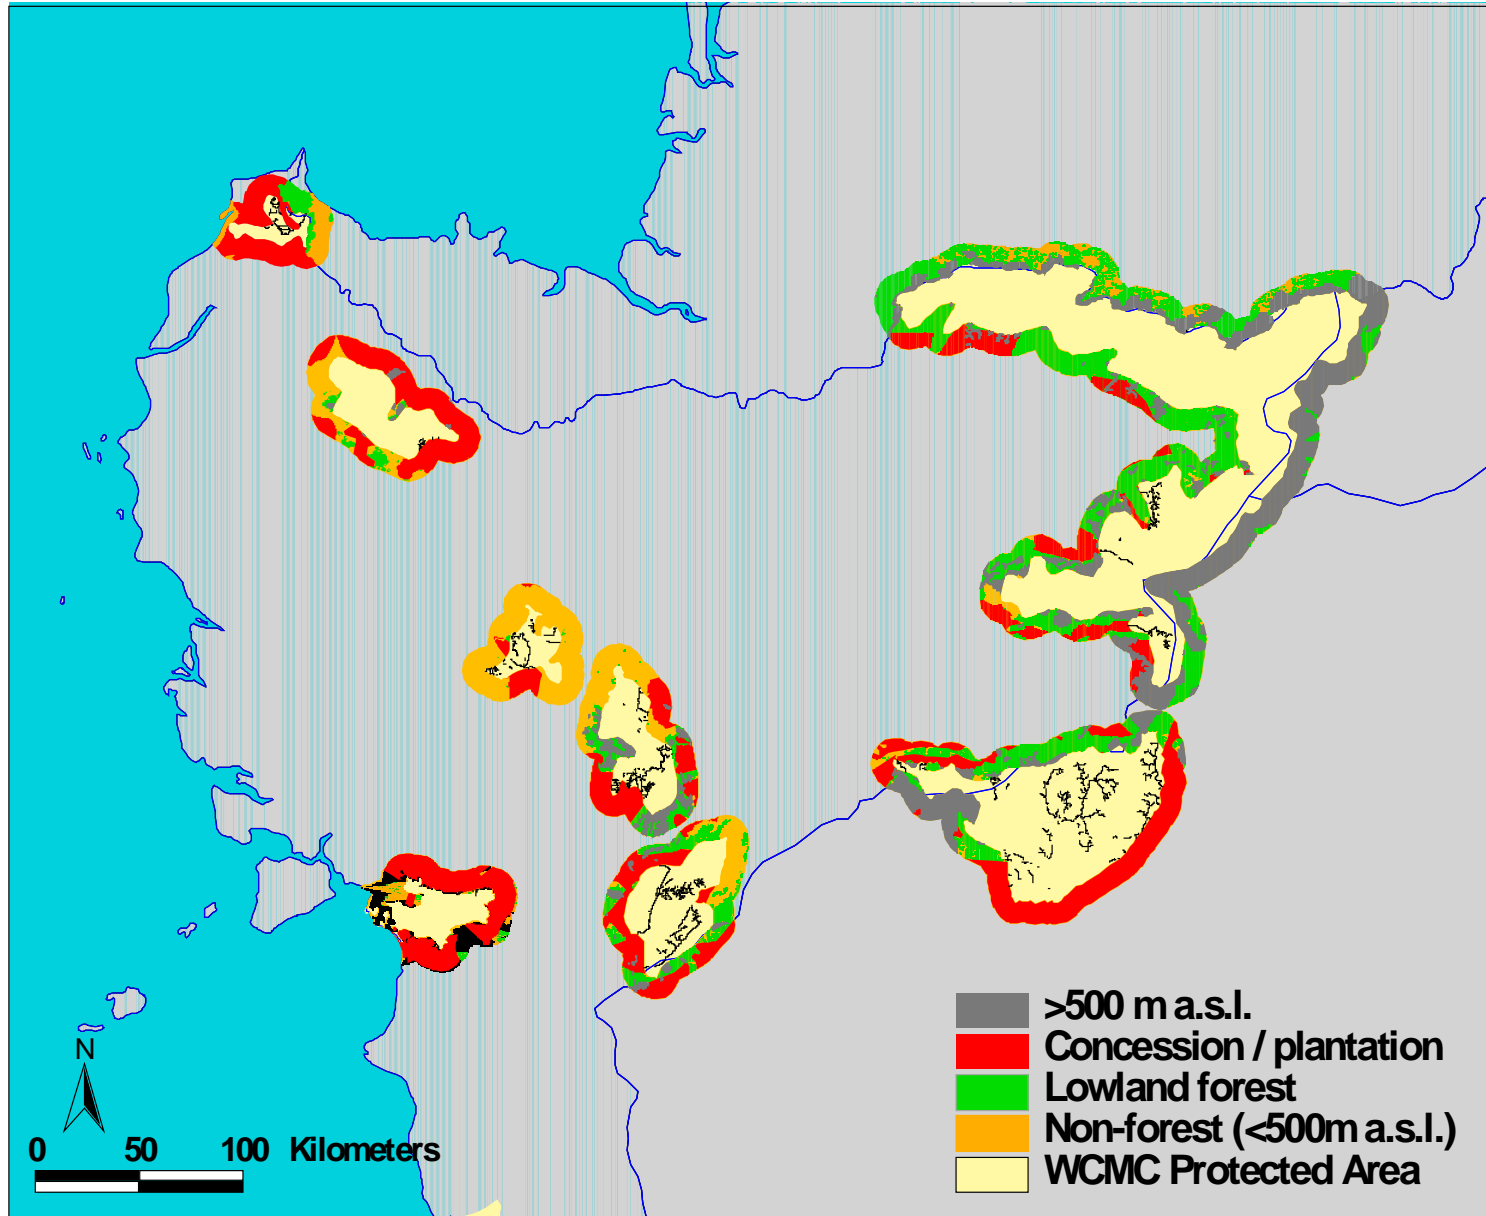 >500 m a.s.l.
Concession / plantation
Lowland forest
Non-forest (<500m a.s.l.)
WCMC Protected Area
N
0 50 100 Kilometers